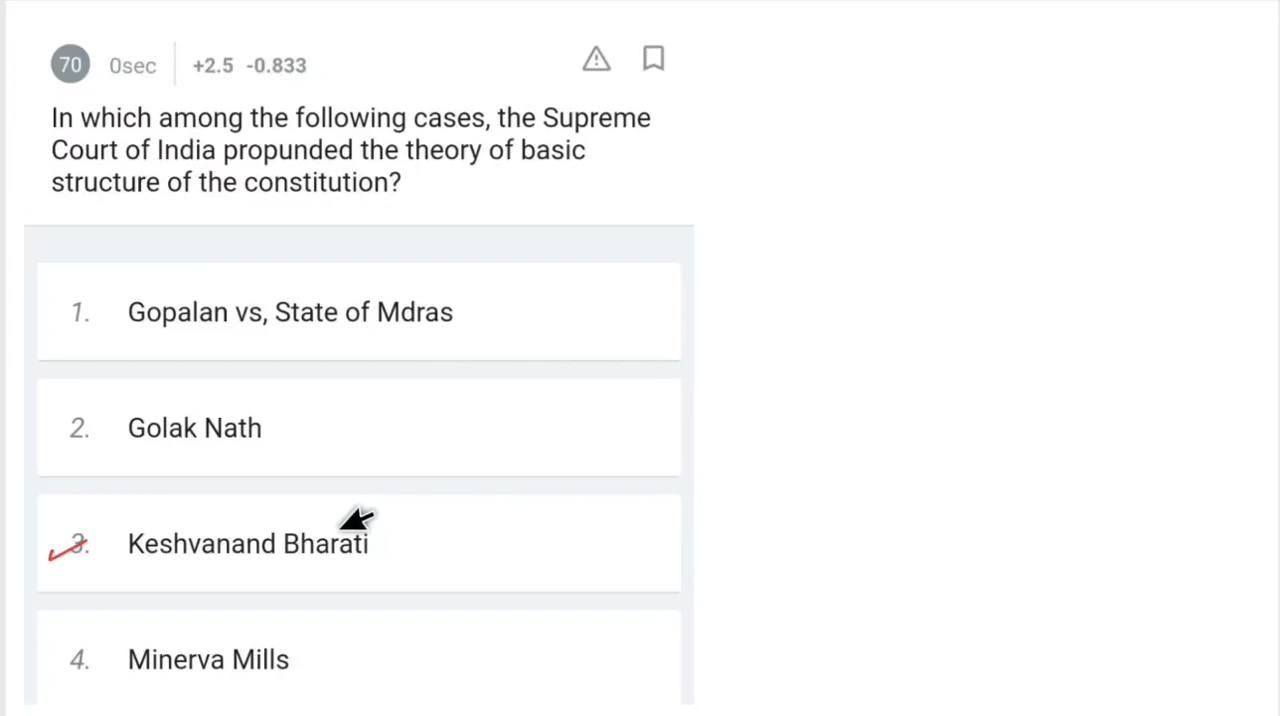 70 0sec +2.5 -0.833
In which among the following cases, the Supreme
Court of India propunded the theory of basic
structure of the constitution?
1. Gopalan vs, State of Mdras
2. Golak Nath
3. Keshvanand Bharati
4. Minerva Mills